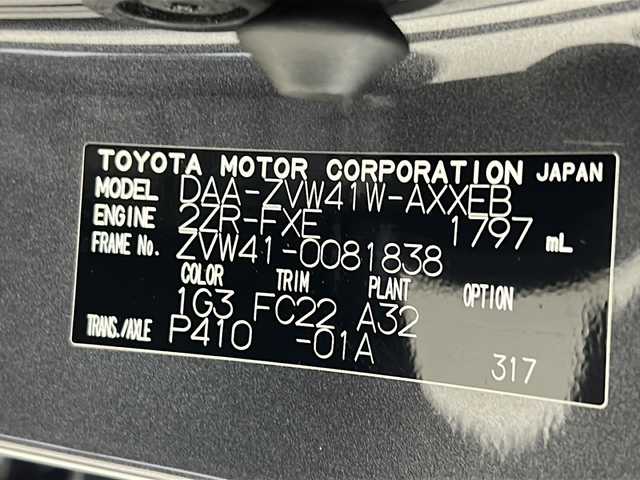 TOYOTA MOTOR CORPORATION JAPAN
MODEL DAA-ZVW41W-AXXEB
ENGINE 2ZR-FXE 1797 mL
FRAME No. ZVW41-0081838
COLOR TRIM PLANT OPTION
1G3 FC22 A32
TRANS./AXLE P410 -01A
317